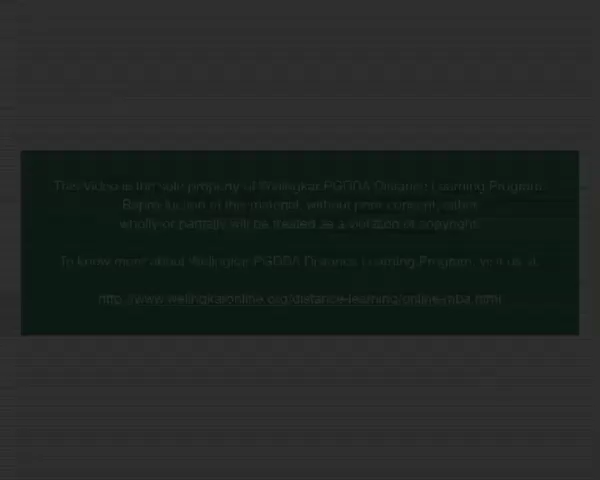 This Video is the sole property of Welingkar PGDBA Distance Learning Program.
Reproduction of this material, without prior consent, either
wholly or partially will be treated as a violation of copyright.
To know more about Welingkar PGDBA Distance Learning Program, visit us at
http://www.welingkaronline.org/distance-learning/online-mba.html